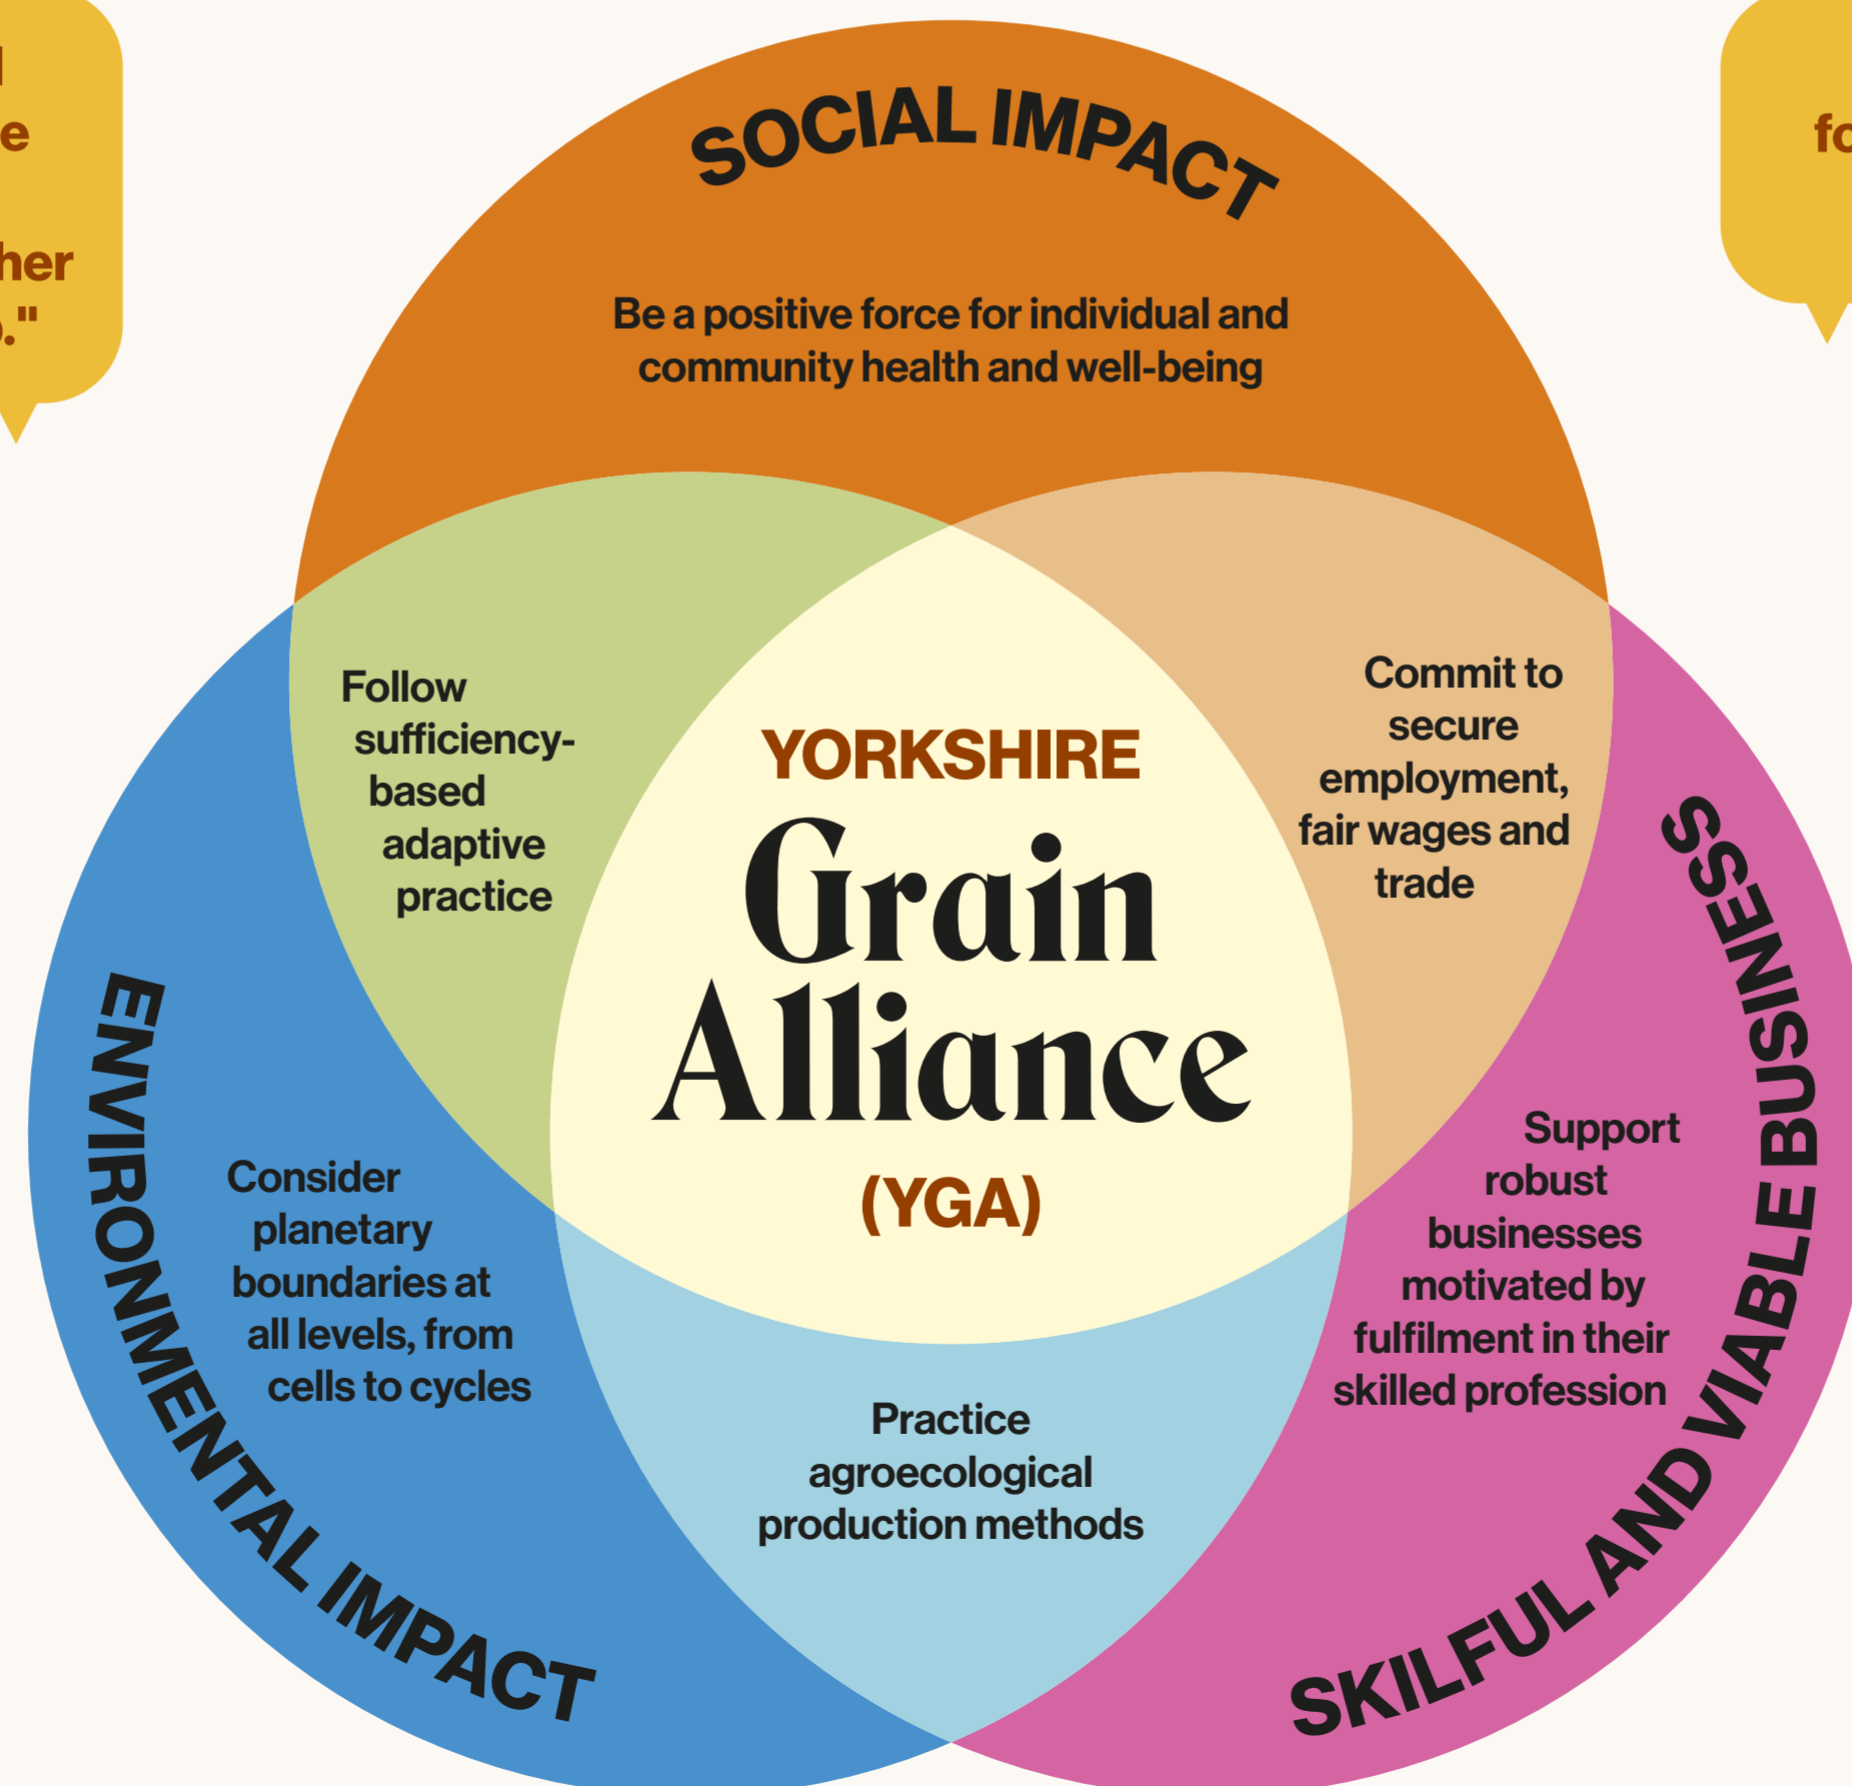 her
."
fo
SOCIAL IMPACT
Be a positive force for individual and
community health and well-being
Follow
sufficiency-
based
adaptive
practice
YORKSHIRE
Grain
Alliance
(YGA)
Commit to
secure
employment,
fair wages and
trade
ENVIRONMENTAL IMPACT
Consider
planetary
boundaries at
all levels, from
cells to cycles
Practice
agroecological
production methods
Support
robust
businesses
motivated by
fulfilment in their
skilled profession
SKILFUL AND VIABLE BUSINESS